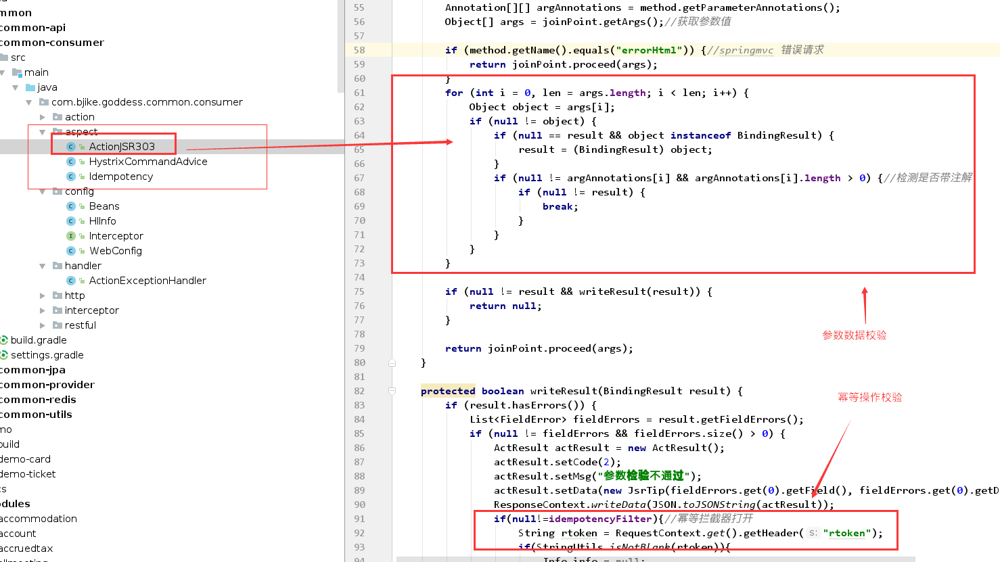 mmon
common-api
common-consumer
src
main
java
com.bjike.goddess.common.consumer
action
aspect
ActionJSR303
HystrixCommandAdvice
Idempotency
config
Beans
HIInfo
Interceptor
WebConfig
handler
ActionExceptionHandler
http
interceptor
restful
build.gradle
settings.gradle
common-jpa
common-provider
common-redis
common-utils
mo
build
demo-card
demo-ticket
cs
odules
accommodation
account
accruedtax
55 Annotation[][] argAnnotations = method.getParameterAnnotations();
56 Object[] args = joinPoint.getArgs();//获取参数值
57
58 if (method.getName().equals("errorHtml")) {//springmvc 错误请求
59 return joinPoint.proceed(args);
60 }
61 for (int i = 0, len = args.length; i < len; i++) {
62 Object object = args[i];
63 if (null != object) {
64 if (null == result && object instanceof BindingResult) {
65 result = (BindingResult) object;
66 }
67 if (null != argAnnotations[i] && argAnnotations[i].length > 0) {//检测是否带注解
68 if (null != result) {
69 break;
70 }
71 }
72 }
73 }
74
75 if (null != result && writeResult(result)) {
76 return null;
77 }
78
79 return joinPoint.proceed(args);
80 }
81
82 protected boolean writeResult(BindingResult result) {
83 if (result.hasErrors()) {
84 List<FieldError> fieldErrors = result.getFieldErrors();
85 if (null != fieldErrors && fieldErrors.size() > 0) {
86 ActResult actResult = new ActResult();
87 actResult.setCode(2);
88 actResult.setMsg("参数检验不通过");
89 actResult.setData(new JsrTip(fieldErrors.get(0).getField(), fieldErrors.get(0).getD
90 ResponseContext.writeData(JSON.toJSONString(actResult));
91 if(null!=idempotencyFilter){//幂等拦截器打开
92 String rtoken = RequestContext.get().getHeader( s: "rtoken");
93 if(StringUtils.isNotBlank(rtoken)){
94 Info info = null;
参数数据校验
幂等操作校验